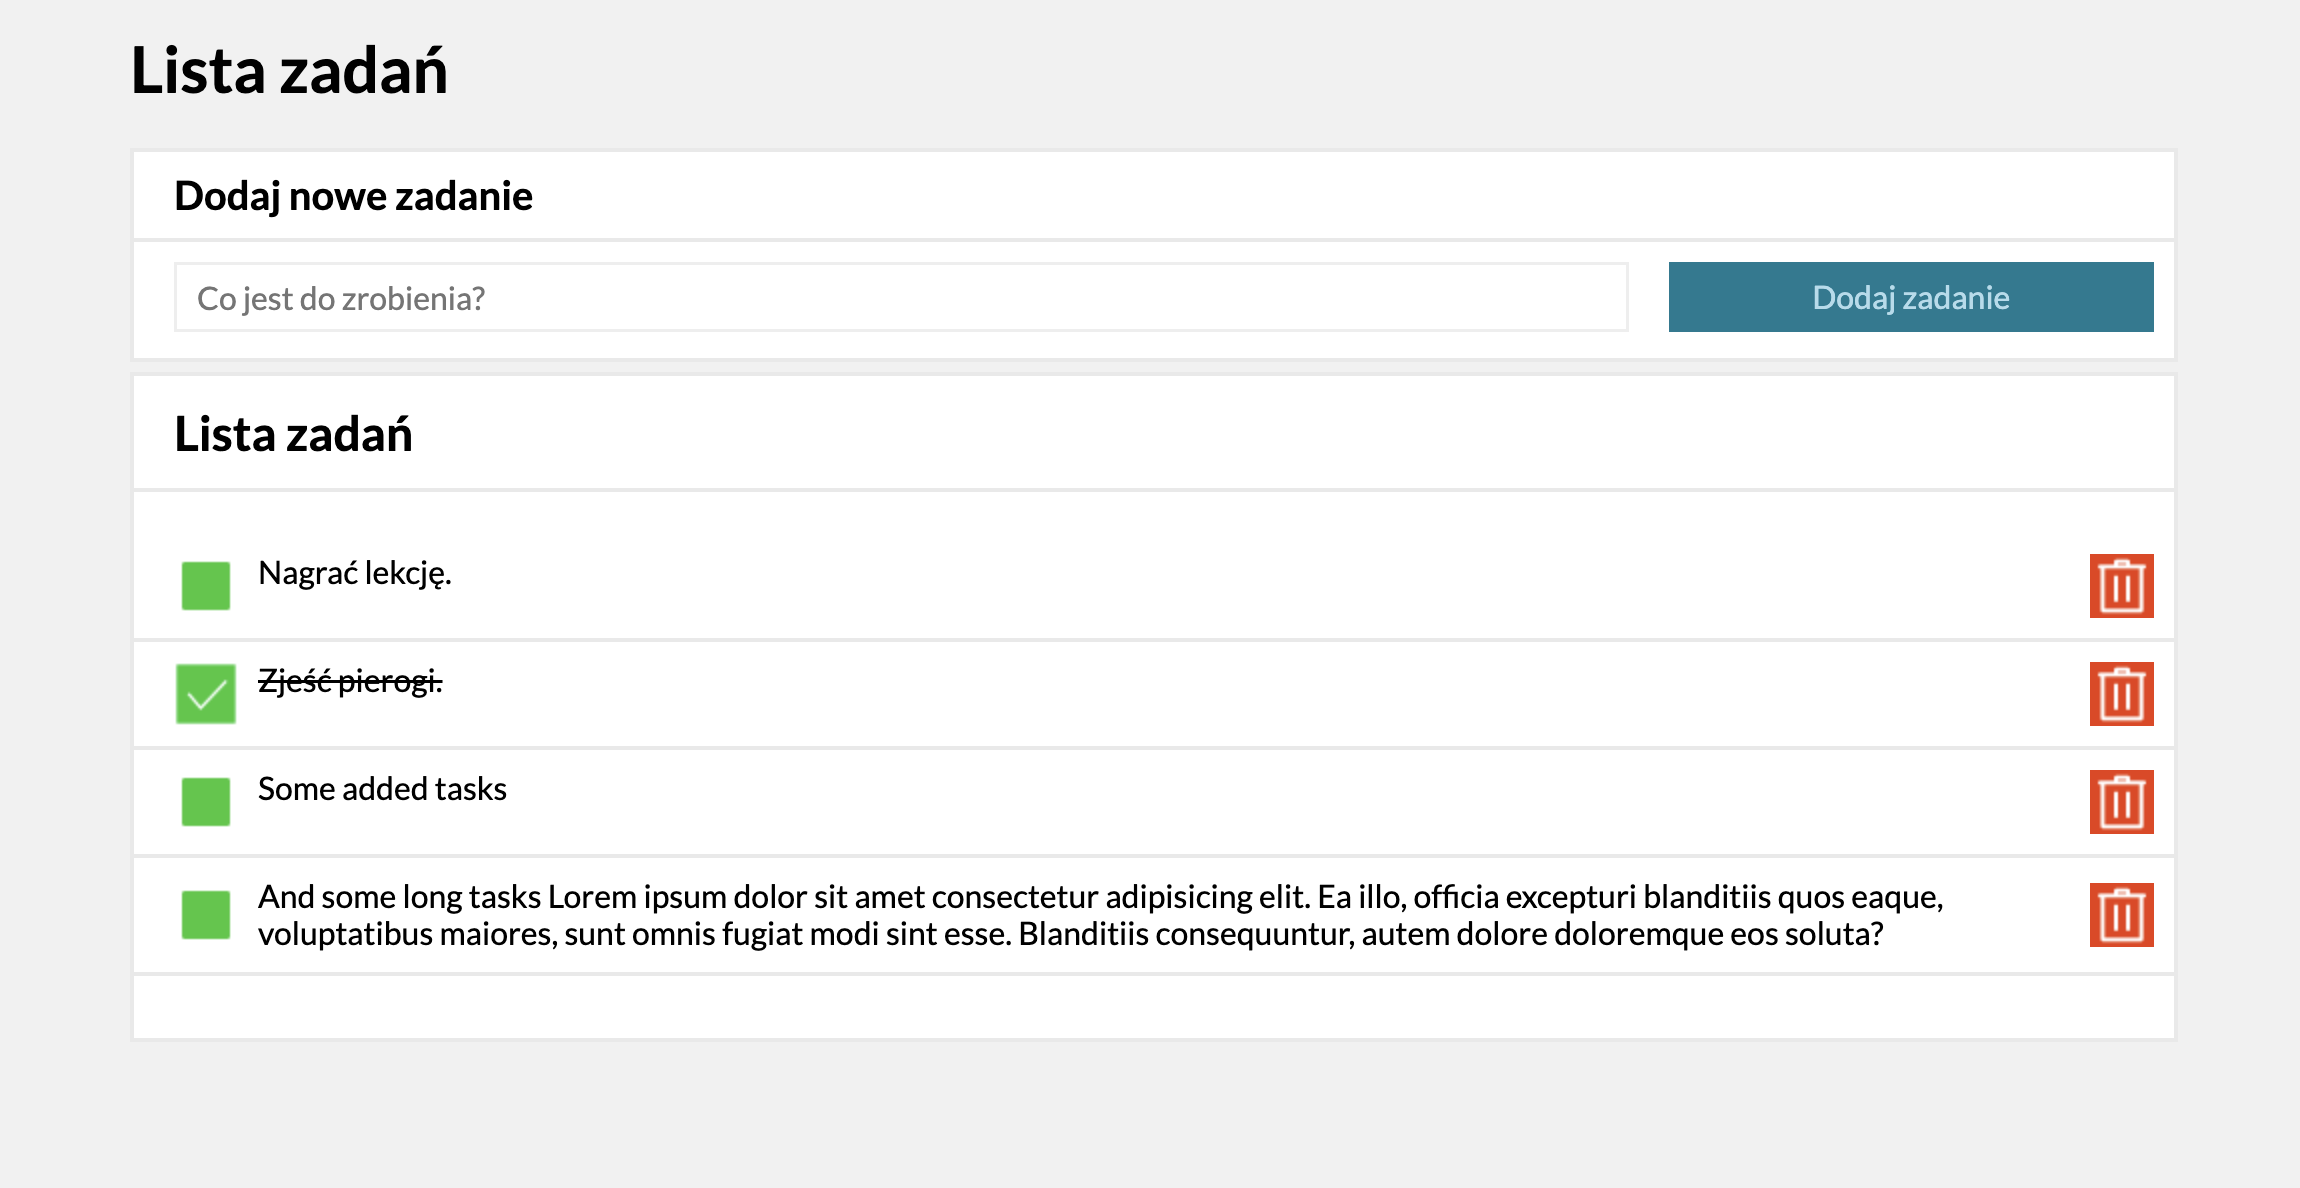 Lista zadań
Dodaj nowe zadanie
Co jest do zrobienia?
Dodaj zadanie
Lista zadań
Nagrać lekcję.
Zjeść pierogi.
Some added tasks
And some long tasks Lorem ipsum dolor sit amet consectetur adipisicing elit. Ea illo, officia excepturi blanditiis quos eaque,
voluptatibus maiores, sunt omnis fugiat modi sint esse. Blanditiis consequuntur, autem dolore doloremque eos soluta?